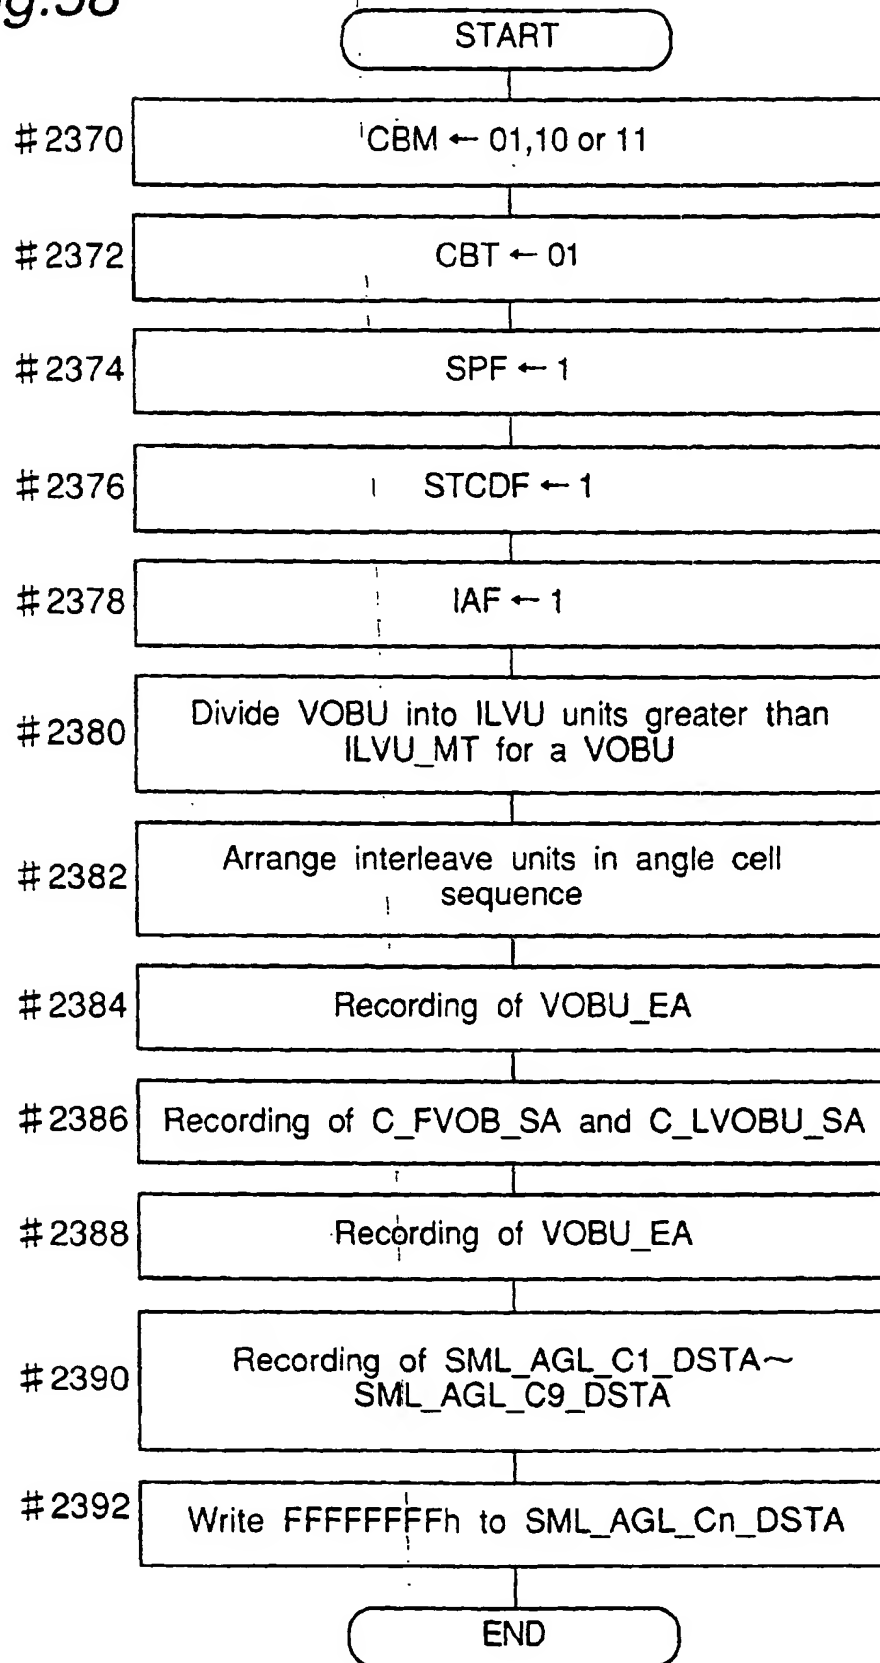 g.58
START
#2370
CBM ← 01,10 or 11
#2372
CBT ← 01
#2374
SPF ← 1
#2376
STCDF ← 1
#2378
IAF ← 1
#2380
Divide VOBU into ILVU units greater than
ILVU_MT for a VOBU
#2382
Arrange interleave units in angle cell
sequence
#2384
Recording of VOBU_EA
#2386
Recording of C_FVOB_SA and C_LVOBU_SA
#2388
Recording of VOBU_EA
#2390
Recording of SML_AGL_C1_DSTA~
SML_AGL_C9_DSTA
#2392
Write FFFFFFFFh to SML_AGL_Cn_DSTA
END